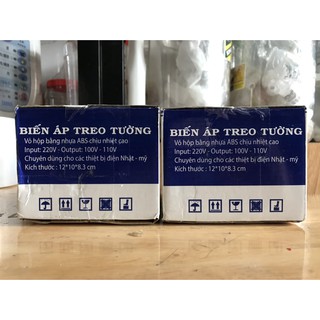 BIẾN ÁP TREO TƯỜNG
Vỏ hộp bằng nhựa ABS chịu nhiệt cao
Input: 220V - Output: 100V - 110V
Chuyên dùng cho các thiết bị điện Nhật - mỹ
Kích thước : 12*10*8.3 cm
BIẾN ÁP TREO TƯỜNG
Vỏ hộp bằng nhựa ABS chịu nhiệt cao
Input: 220V - Output: 100V - 110V
Chuyên dùng cho các thiết bị điện Nhật - mỹ
Kích thước : 12*10*8.3 cm